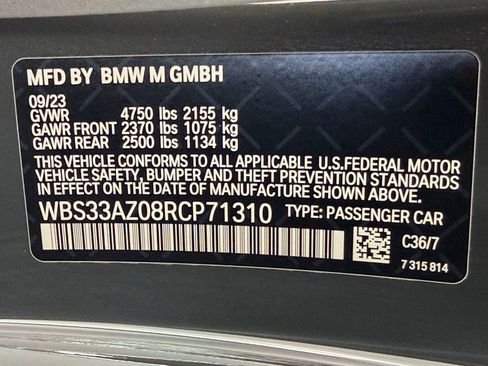 MFD BY BMW M GMBH
09/23
GVWR 4750 lbs 2155 kg
GAWR FRONT 2370 lbs 1075 kg
GAWR REAR 2500 lbs 1134 kg
THIS VEHICLE CONFORMS TO ALL APPLICABLE U.S.FEDERAL MOTOR
VEHICLE SAFETY, BUMPER AND THEFT PREVENTION STANDARDS
IN EFFECT ON THE DATE OF MANUFACTURE SHOWN ABOVE.
WBS33AZ08RCP71310 TYPE: PASSENGER CAR
C36/7
7 315 814